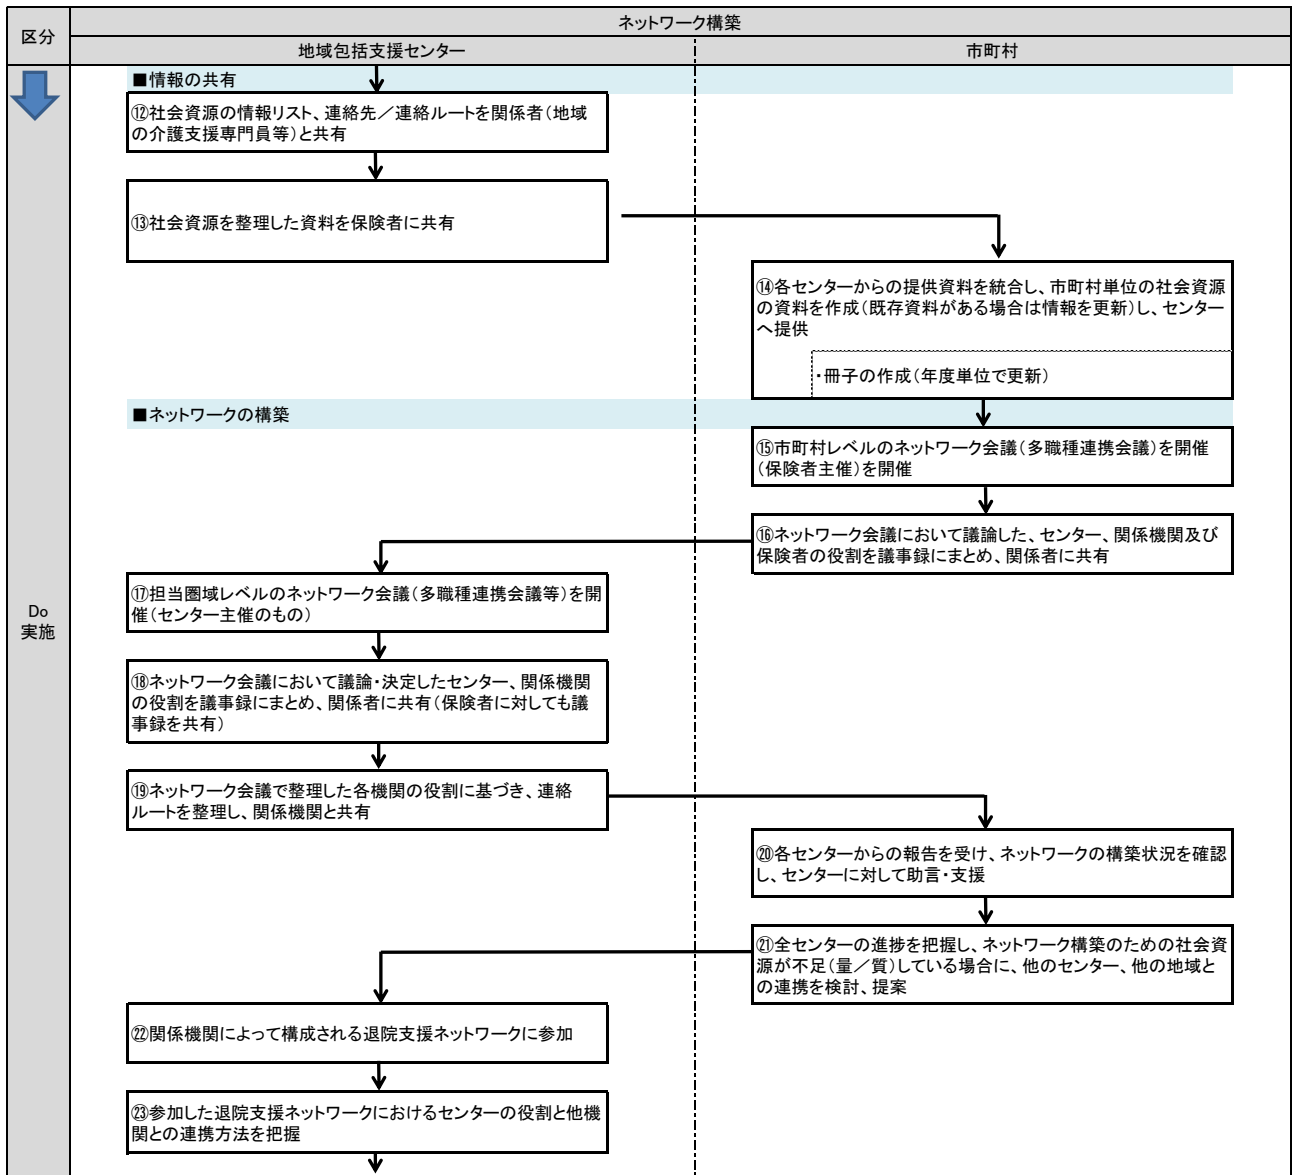 区分
ネットワーク構築
地域包括支援センター
市町村
■情報の共有
⑫社会資源の情報リスト、連絡先／連絡ルートを関係者（地域
の介護支援専門員等）と共有
⑬社会資源を整理した資料を保険者に共有
⑭各センターからの提供資料を統合し、市町村単位の社会資源
の資料を作成（既存資料がある場合は情報を更新）し、センター
へ提供
・冊子の作成（年度単位で更新）
■ネットワークの構築
⑮市町村レベルのネットワーク会議（多職種連携会議）を開催
（保険者主催）を開催
⑯ネットワーク会議において議論した、センター、関係機関及び
保険者の役割を議事録にまとめ、関係者に共有
⑰担当圏域レベルのネットワーク会議（多職種連携会議等）を開
催（センター主催のもの）
Do
実施
⑱ネットワーク会議において議論・決定したセンター、関係機関
の役割を議事録にまとめ、関係者に共有（保険者に対しても議
事録を共有）
⑲ネットワーク会議で整理した各機関の役割に基づき、連絡
ルートを整理し、関係機関と共有
⑳各センターからの報告を受け、ネットワークの構築状況を確認
し、センターに対して助言・支援
㉑全センターの進捗を把握し、ネットワーク構築のための社会資
源が不足（量／質）している場合に、他のセンター、他の地域と
の連携を検討、提案
㉒関係機関によって構成される退院支援ネットワークに参加
㉓参加した退院支援ネットワークにおけるセンターの役割と他機
関との連携方法を把握